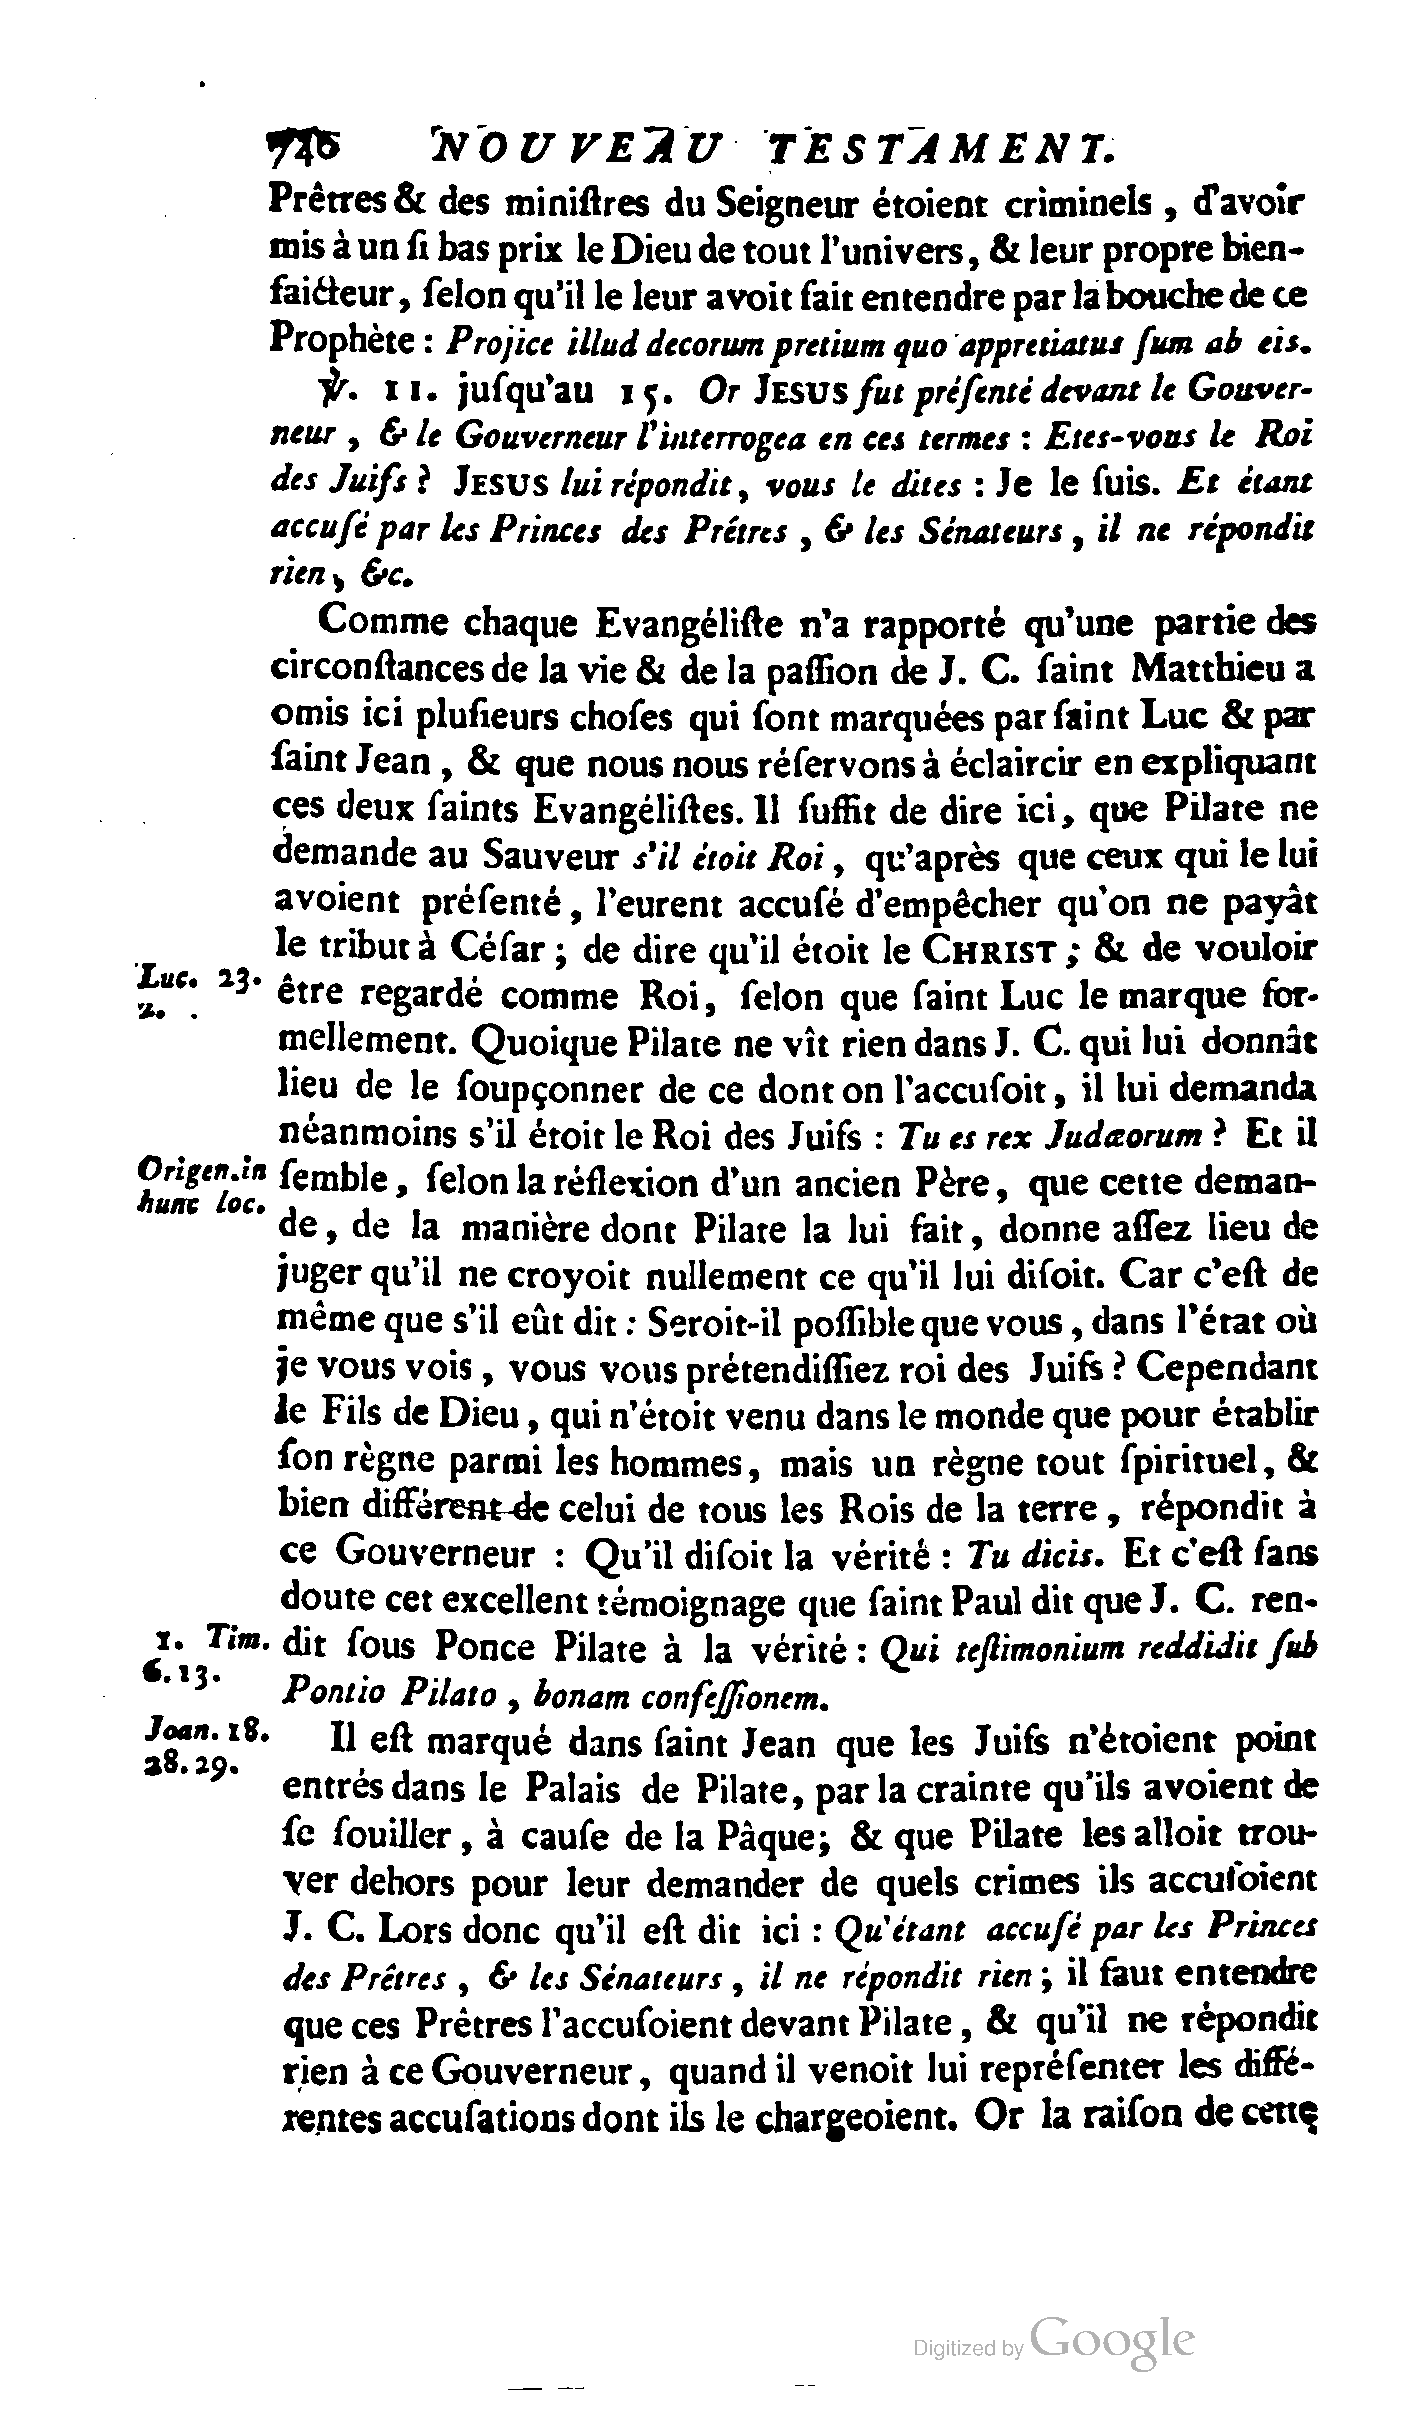 NOUVEAU TESTAMENT.
Prêtres & des miniſtres du Seigneur étoient criminels , d'avoir
mis à un ſi bas prix le Dieu de tout l'univers, & leur propre bien-
faicteur, ſelon qu'il le leur avoit fait entendre par la bouche de ce
Prophète : Projice illud decorum pretium quo appretiatus ſum ab eis.
℣. 11. juſqu'au 15. Or JESUS fut préſenté devant le Gouver-
neur , & le Gouverneur l'interrogea en ces termes : Etes-vous le Roi
des Juifs ? JESUS lui répondit, vous le dites : Je le ſuis. Et étant
accuſé par les Princes des Prêtres , & les Sénateurs , il ne répondit
rien, &c.
Comme chaque Evangéliſte n'a rapporté qu'une partie des
circonſtances de la vie & de la paſſion de J. C. ſaint Matthieu a
omis ici pluſieurs choſes qui ſont marquées par ſaint Luc & par
ſaint Jean , & que nous nous réſervons à éclaircir en expliquant
ces deux ſaints Evangéliſtes. Il ſuffit de dire ici, que Pilate ne
demande au Sauveur s'il étoit Roi , qu'après que ceux qui le lui
avoient préſenté , l'eurent accuſé d'empêcher qu'on ne payât
le tribut à Céſar ; de dire qu'il étoit le CHRIST ; & de vouloir
Luc. 23. être regardé comme Roi, ſelon que ſaint Luc le marque for-
2.
mellement. Quoique Pilate ne vît rien dans J. C. qui lui donnât
lieu de le ſoupçonner de ce dont on l'accuſoit, il lui demanda
néanmoins s'il étoit le Roi des Juifs : Tu es rex Judæorum ? Et il
Origen. in ſemble, ſelon la réflexion d'un ancien Père, que cette deman-
hunc loc.
de, de la manière dont Pilate la lui fait, donne aſſez lieu de
juger qu'il ne croyoit nullement ce qu'il lui diſoit. Car c'eſt de
même que s'il eût dit : Seroit-il poſſible que vous , dans l'état où
je vous vois , vous vous prétendiſſiez roi des Juifs ? Cependant
le Fils de Dieu , qui n'étoit venu dans le monde que pour établir
ſon règne parmi les hommes, mais un règne tout ſpirituel, &
bien différent de celui de tous les Rois de la terre , répondit à
ce Gouverneur : Qu'il diſoit la vérité : Tu dicis. Et c'eſt ſans
doute cet excellent témoignage que ſaint Paul dit que J. C. ren-
1. Tim. dit ſous Ponce Pilate à la vérité : Qui teſtimonium reddidit ſub
6. 13.
Pontio Pilato , bonam confeſſionem.
Joan. 18. Il eſt marqué dans ſaint Jean que les Juifs n'étoient point
28. 29.
entrés dans le Palais de Pilate, par la crainte qu'ils avoient de
ſe ſouiller , à cauſe de la Pâque; & que Pilate les alloit trou-
ver dehors pour leur demander de quels crimes ils accuſoient
J. C. Lors donc qu'il eſt dit ici : Qu'étant accuſé par les Princes
des Prêtres , & les Sénateurs , il ne répondit rien ; il faut entendre
que ces Prêtres l'accuſoient devant Pilate , & qu'il ne répondit
rien à ce Gouverneur, quand il venoit lui repréſenter les diffé-
rentes accuſations dont ils le chargeoient. Or la raiſon de cette
Digitized by Google